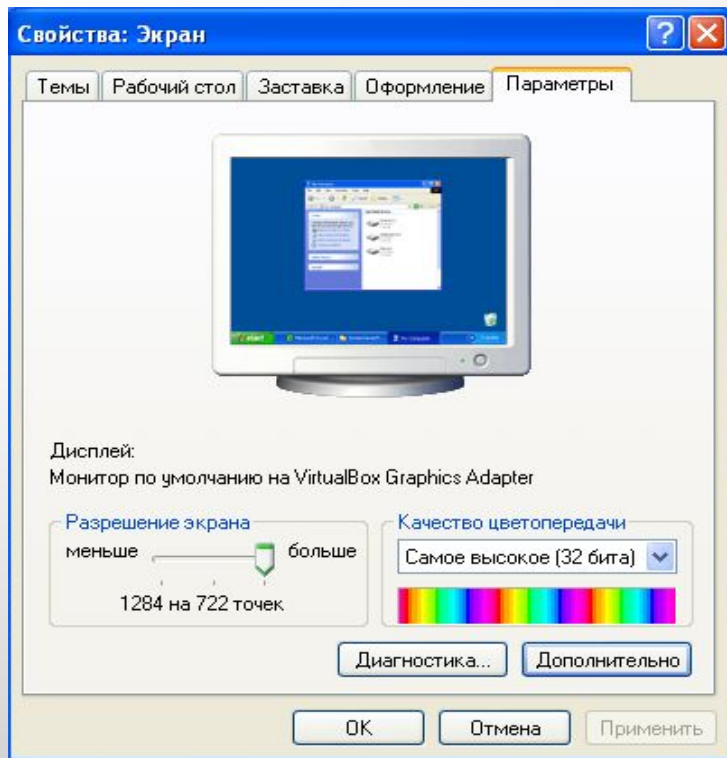 Свойства: Экран
Темы Рабочий стол Заставка Оформление Параметры
start
Дисплей:
Монитор по умолчанию на VirtualBox Graphics Adapter
Разрешение экрана
меньше больше
1284 на 722 точек
Качество цветопередачи
Самое высокое (32 бита)
Диагностика... Дополнительно
OK Отмена Применить